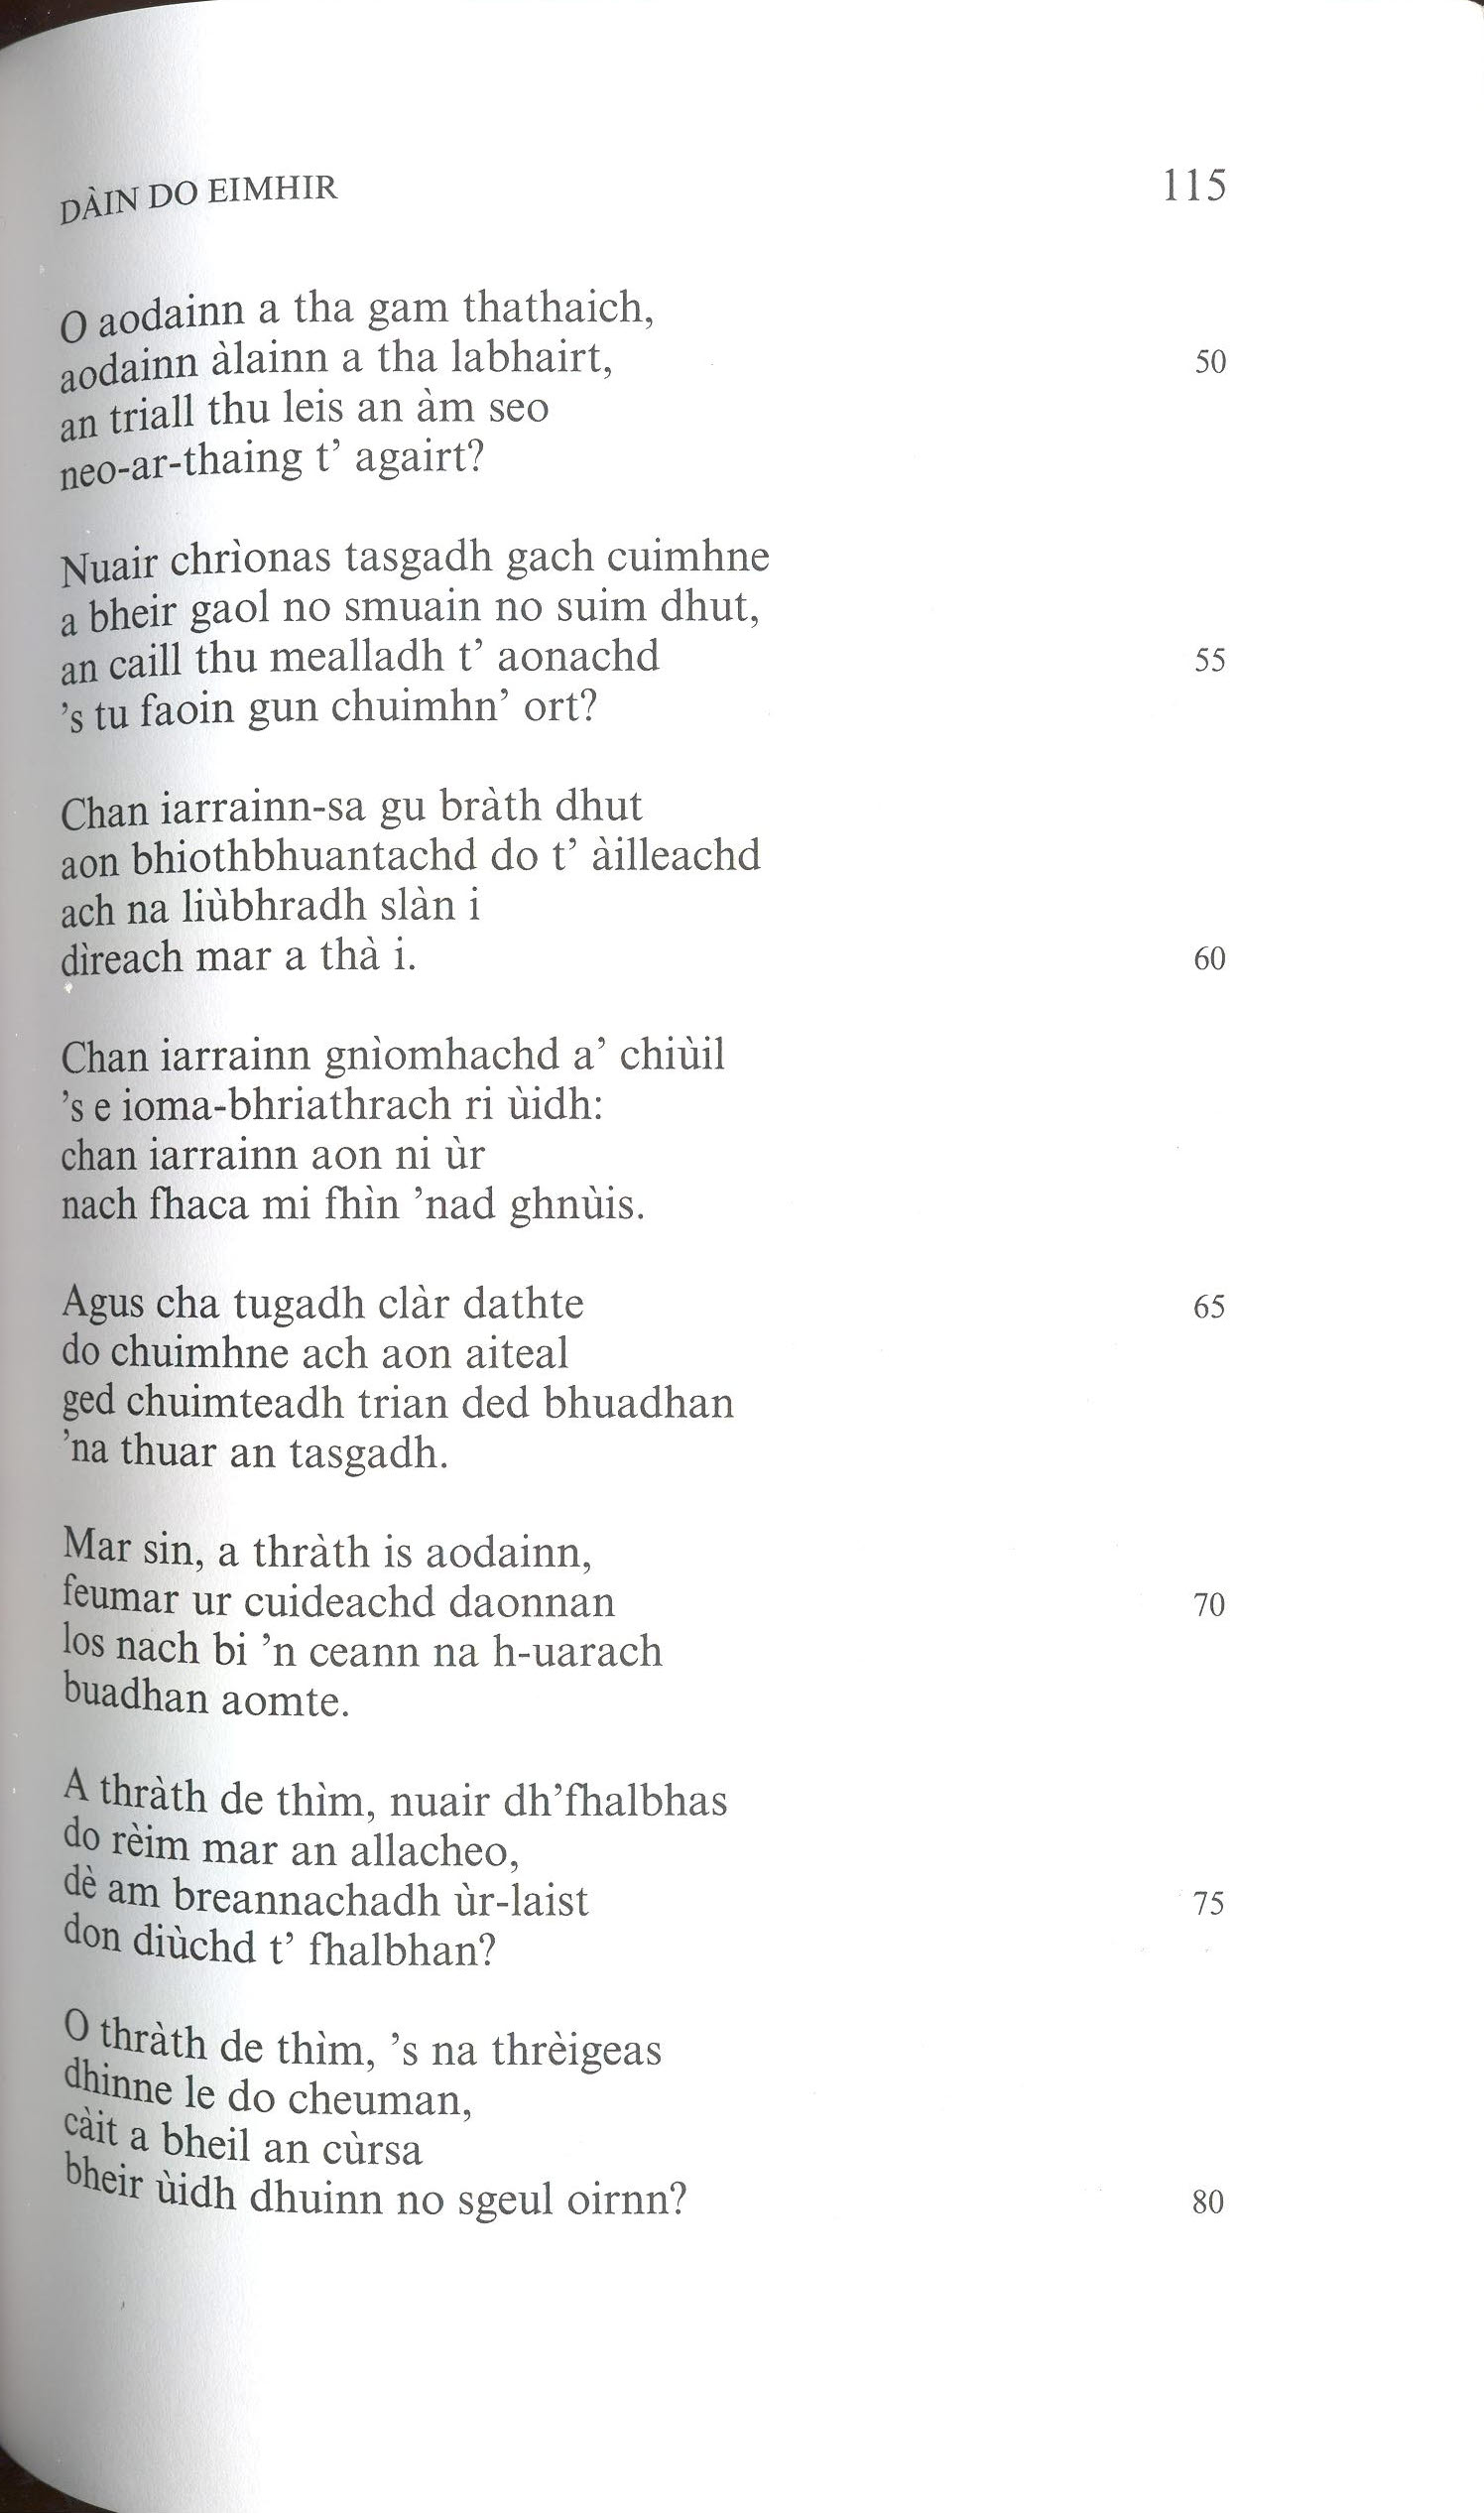 DÀIN DO EIMHIR 115
O aodainn a tha gam thathaich,
aodainn àlainn a tha labhairt, 50
an triall thu leis an àm seo
neo-ar-thaing t’ agairt?
Nuair chrìonas tasgadh gach cuimhne
a bheir gaol no smuain no suim dhut,
an caill thu mealladh t’ aonachd 55
’s tu faoin gun chuimhn’ ort?
Chan iarrainn-sa gu bràth dhut
aon bhiothbhuantachd do t’ àilleachd
ach na liùbhradh slàn i
dìreach mar a thà i. 60
Chan iarrainn gnìomhachd a’ chiùil
’s e ioma-bhriathrach ri ùidh:
chan iarrainn aon ni ùr
nach fhaca mi fhìn ’nad ghnùis.
Agus cha tugadh clàr dathte 65
do chuimhne ach aon aiteal
ged chuimteadh trian ded bhuadhan
’na thuar an tasgadh.
Mar sin, a thràth is aodainn,
feumar ur cuideachd daonnan 70
los nach bi ’n ceann na h-uarach
buadhan aomte.
A thràth de thìm, nuair dh’fhalbhas
do rèim mar an allacheo,
dè am breannachadh ùr-laist 75
don diùchd t’ fhalbhan?
O thràth de thìm, ’s na thrèigeas
dhinne le do cheuman,
càit a bheil an cùrsa
bheir ùidh dhuinn no sgeul oirnn? 80